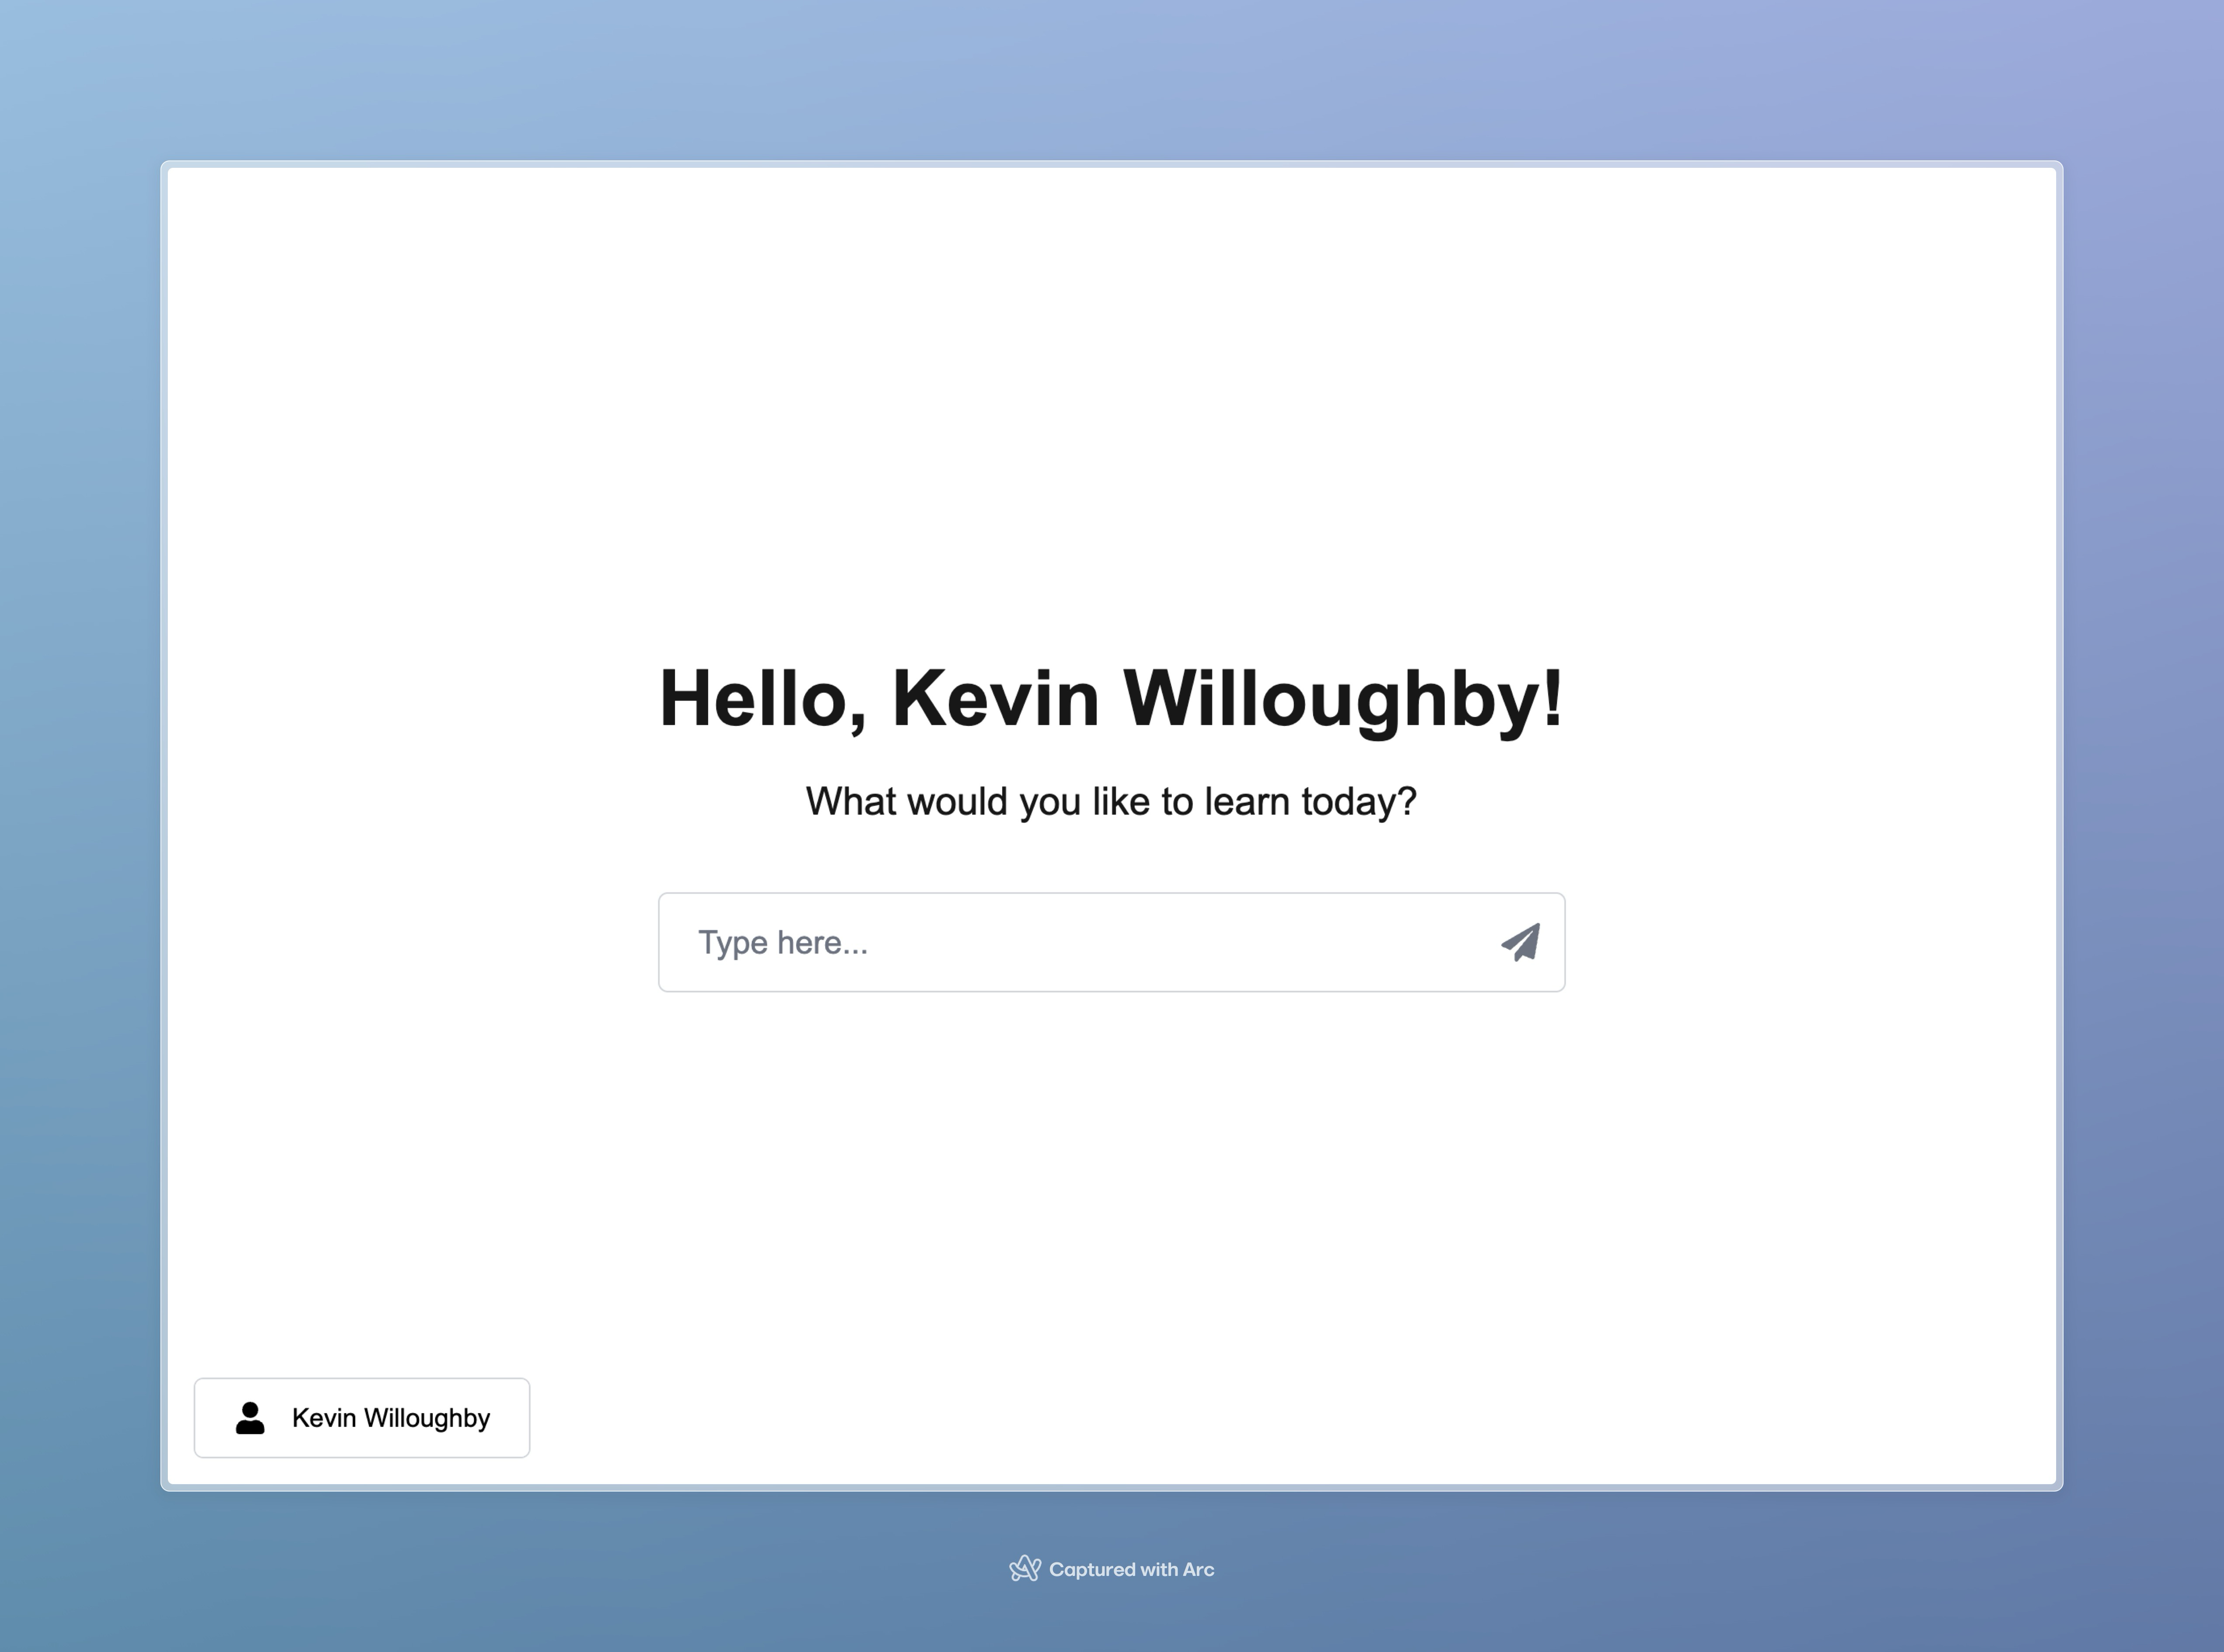 Hello, Kevin Willoughby!
What would you like to learn today?
Type here...
Kevin Willoughby
Captured with Arc